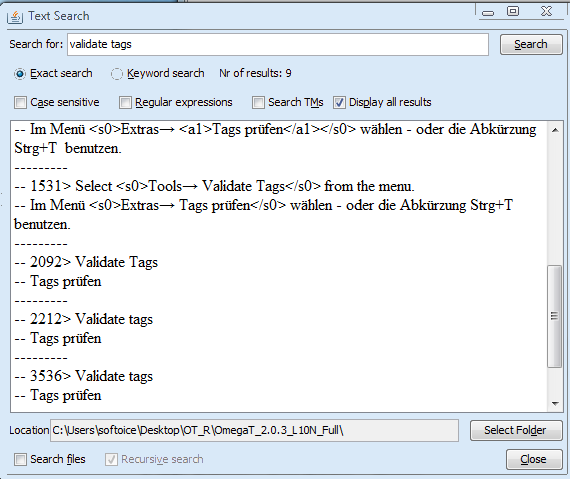 Text Search
Search for: validate tags Search
Exact search Keyword search Nr of results: 9
Case sensitive Regular expressions Search TMs Display all results
-- Im Menü <s0>Extras→ <a1>Tags prüfen</a1></s0> wählen - oder die Abkürzung
Strg+T benutzen.
---------
-- 1531> Select <s0>Tools→ Validate Tags</s0> from the menu.
-- Im Menü <s0>Extras→ Tags prüfen</s0> wählen - oder die Abkürzung Strg+T
benutzen.
---------
-- 2092> Validate Tags
-- Tags prüfen
---------
-- 2212> Validate tags
-- Tags prüfen
---------
-- 3536> Validate tags
-- Tags prüfen
Location C:\Users\softoice\Desktop\OT_R\OmegaT_2.0.3_L10N_Full\ Select Folder
Search files Recursive search Close